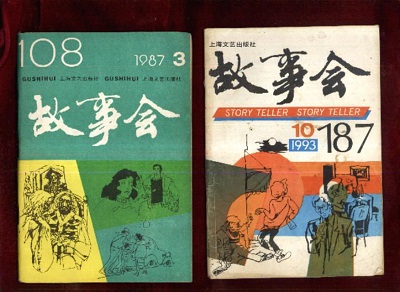 108 1987 3
GUSHIHUI 上海文艺出版社 GUSHIHUI 上海文艺出版社
故事会
上海文艺出版社
故事会
STORY TELLER STORY TELLER
10 187
1993